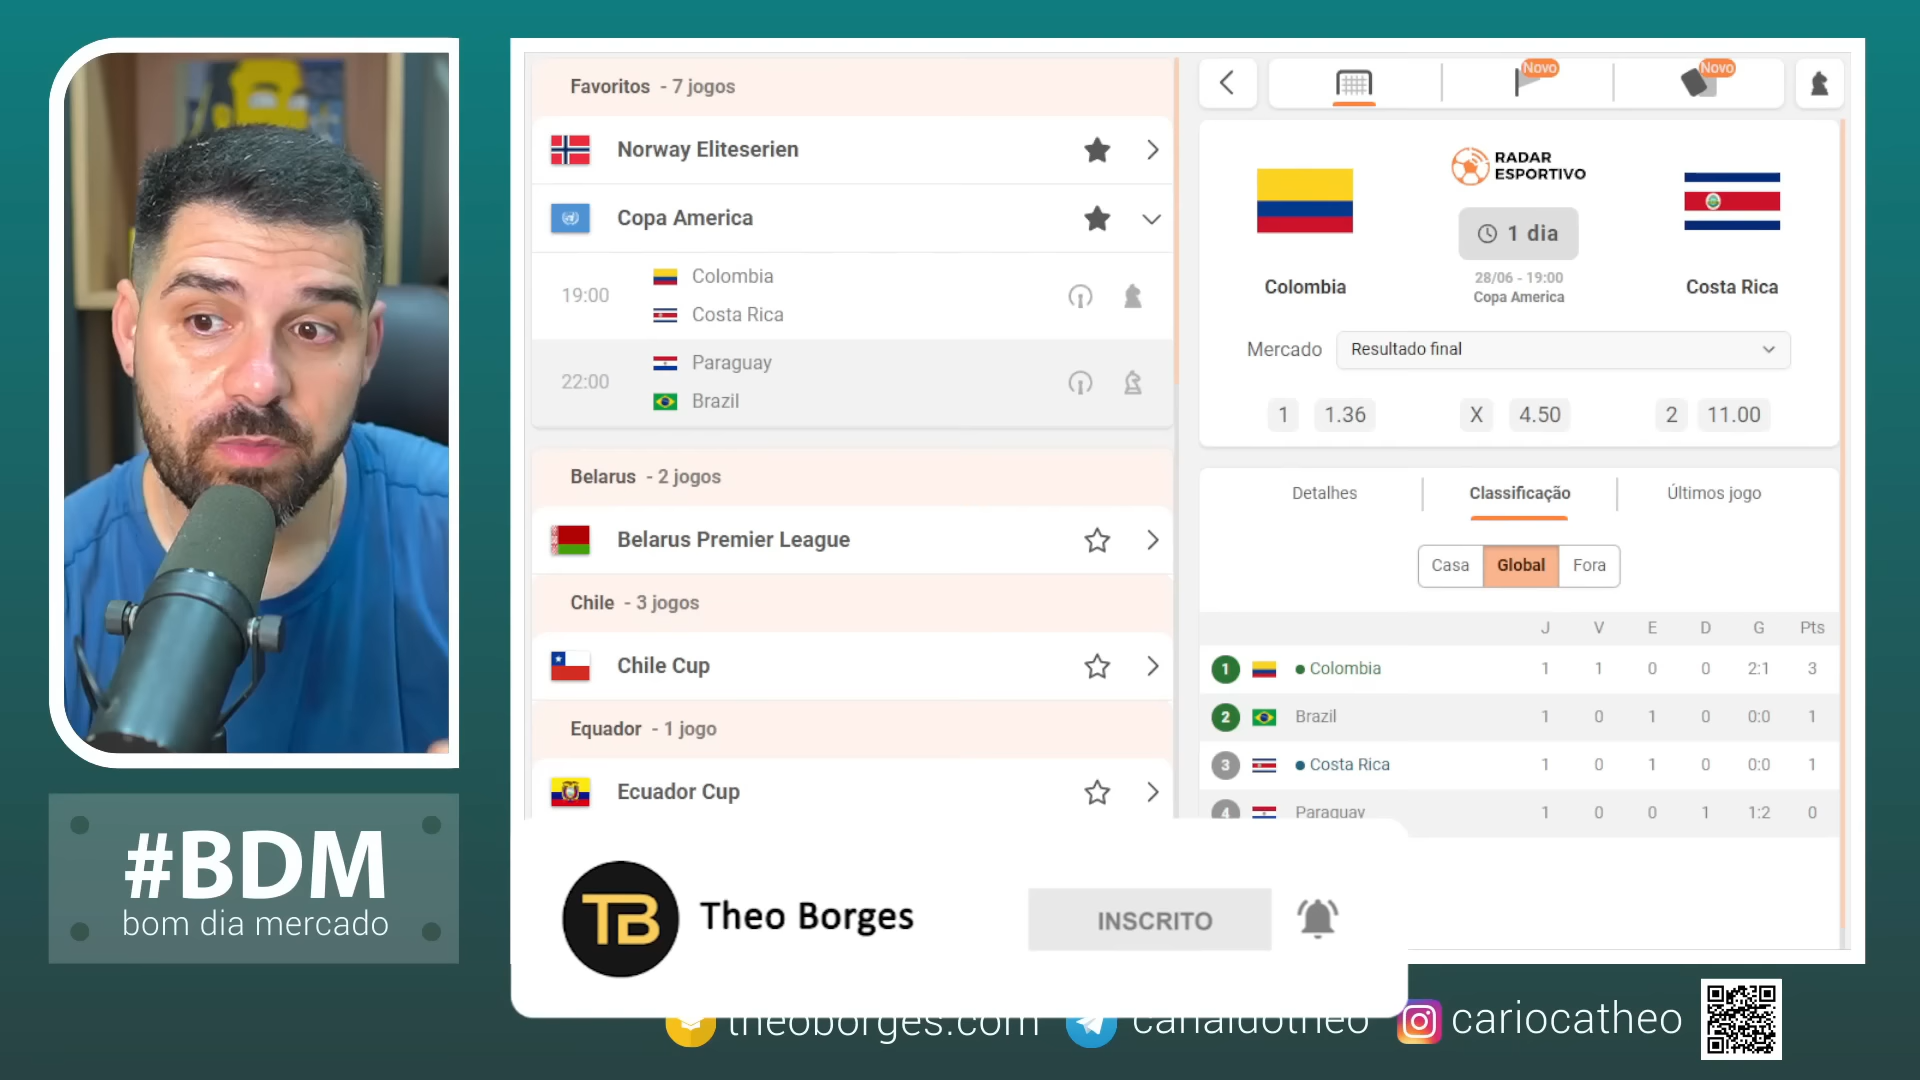 Favoritos - 7 jogos
Norway Eliteserien
Copa America
19:00
Colombia
Costa Rica
22:00
Paraguay
Brazil
Belarus - 2 jogos
Belarus Premier League
Chile - 3 jogos
Chile Cup
Equador - 1 jogo
Ecuador Cup
Novo
Novo
RADAR
ESPORTIVO
1 dia
28/06 - 19:00
Copa America
Colombia
Costa Rica
Mercado Resultado final
1 1.36 X 4.50 2 11.00
Detalhes Classificação Últimos jogo
Casa Global Fora
J V E D G Pts
1 Colombia 1 1 0 0 2:1 3
2 Brazil 1 0 1 0 0:0 1
3 Costa Rica 1 0 1 0 0:0 1
4 Paraguay 1 0 0 1 1:2 0
#BDM
bom dia mercado
TB Theo Borges INSCRITO
theoborges.com canaldotheo cariocatheo